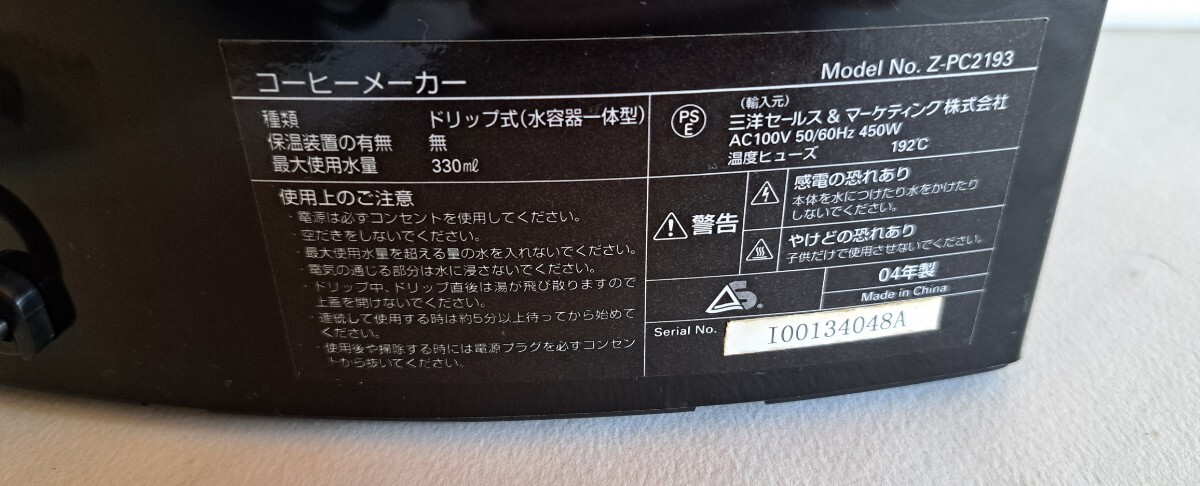 コーヒーメーカー
Model No. Z-PC2193
種類 ドリップ式(水容器一体型)
保温装置の有無 無
最大使用水量 330ml
使用上のご注意
・電源は必ずコンセントを使用してください。
・空だきをしないでください。
・最大使用水量を超える量の水を入れないでください。
・電気の通じる部分は水に浸さないでください。
・ドリップ中、ドリップ直後は湯が飛び散りますので
上蓋を開けないでください。
・連続して使用する時は約5分以上待ってから始めて
ください。
・使用後や掃除する時には電源プラグを必ずコンセン
トから抜いてください。
PS
E
(輸入元)
三洋セールス&マーケティング株式会社
AC100V 50/60Hz 450W
温度ヒューズ 192℃
警告
感電の恐れあり
本体を水につけたり水をかけたり
しないでください。
やけどの恐れあり
子供だけで使用させないでください。
S.
04年製
Made in China
Serial No. I00134048A